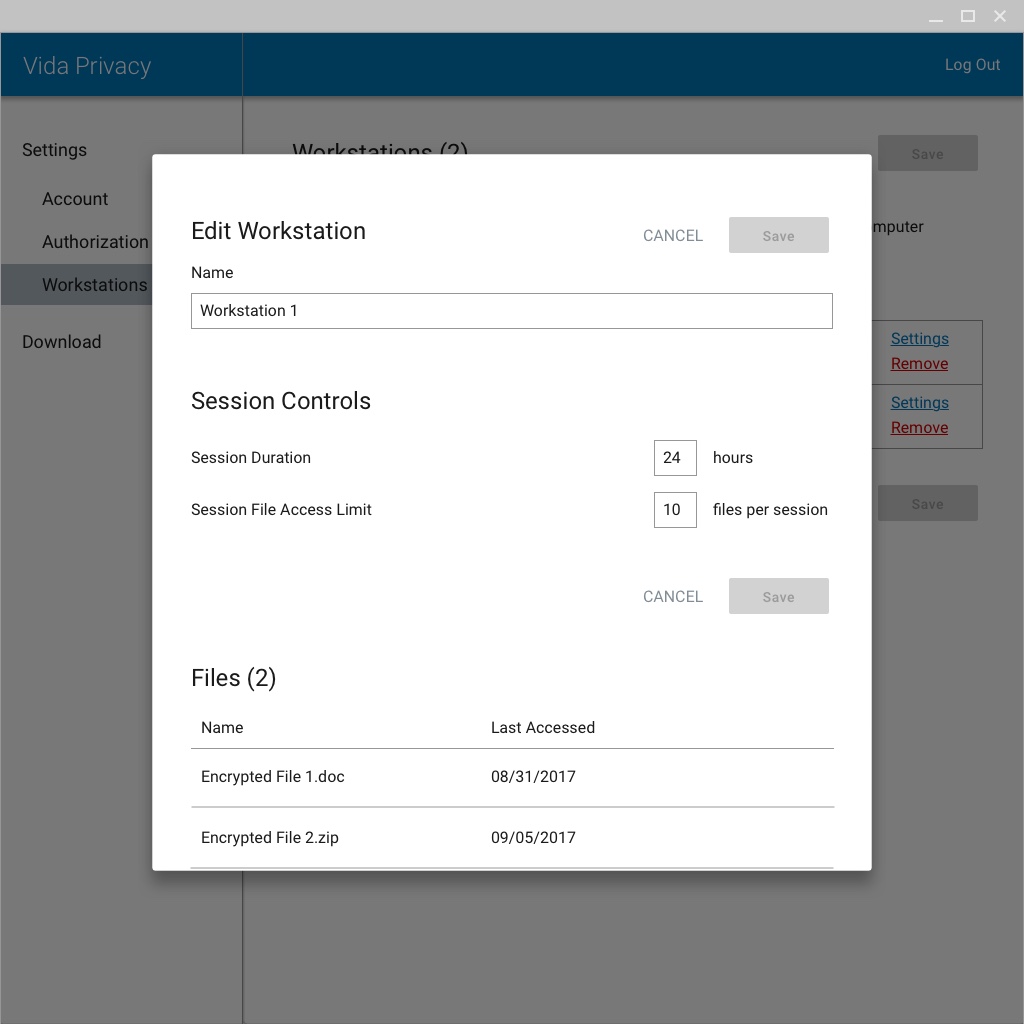 Vida Privacy
Log Out
Settings
Account
Authorization
Workstations
Download
Workstations (2)
Save
mputer
Settings
Remove
Settings
Remove
Save
Edit Workstation
CANCEL
Save
Name
Workstation 1
Session Controls
Session Duration 24 hours
Session File Access Limit 10 files per session
CANCEL
Save
Files (2)
Name Last Accessed
Encrypted File 1.doc 08/31/2017
Encrypted File 2.zip 09/05/2017